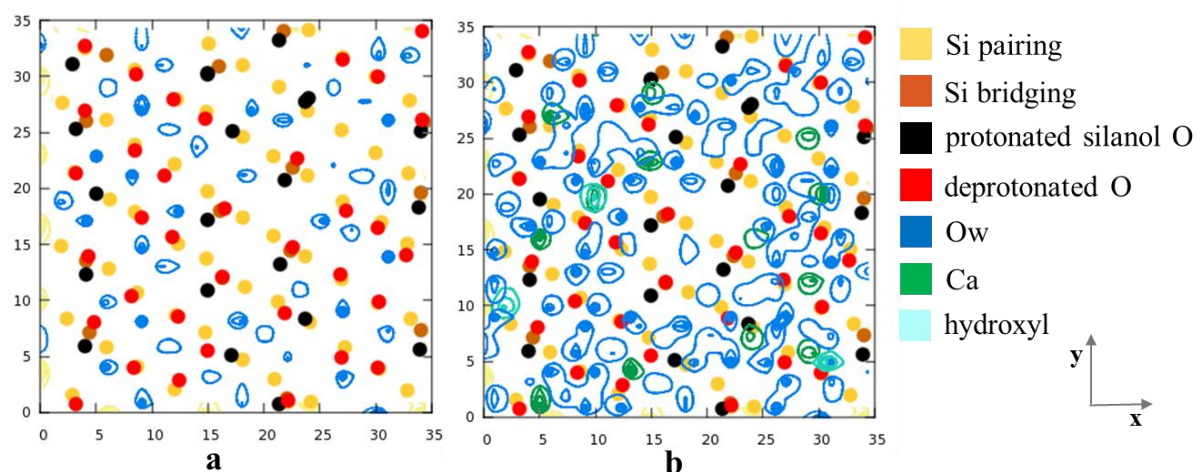 35
30
25
20
15
10
5
0
0 5 10 15 20 25 30 35
a
35
30
25
20
15
10
5
0
0 5 10 15 20 25 30 35
b
Si pairing
Si bridging
protonated silanol O
deprotonated O
Ow
Ca
hydroxyl
y
x